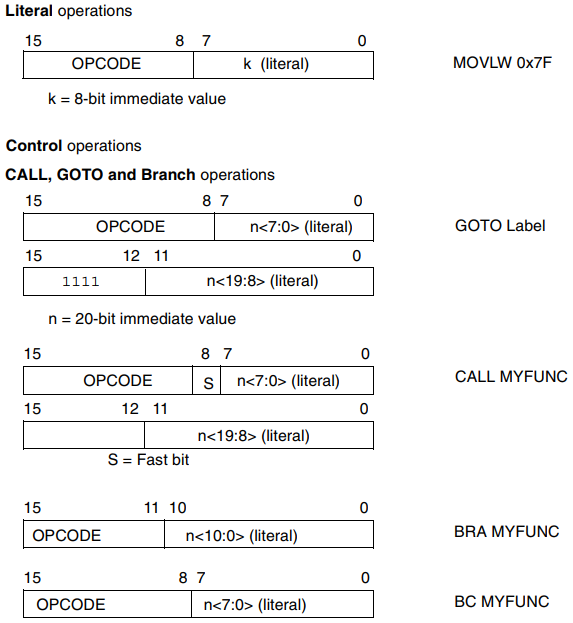 Literal operations
15 8 7 0
OPCODE k (literal) MOVLW 0x7F
k = 8-bit immediate value
Control operations
CALL, GOTO and Branch operations
15 8 7 0
OPCODE n<7:0> (literal) GOTO Label
15 12 11 0
1111 n<19:8> (literal)
n = 20-bit immediate value
15 8 7 0
OPCODE S n<7:0> (literal) CALL MYFUNC
15 12 11 0
n<19:8> (literal)
S = Fast bit
15 11 10 0
OPCODE n<10:0> (literal) BRA MYFUNC
15 8 7 0
OPCODE n<7:0> (literal) BC MYFUNC